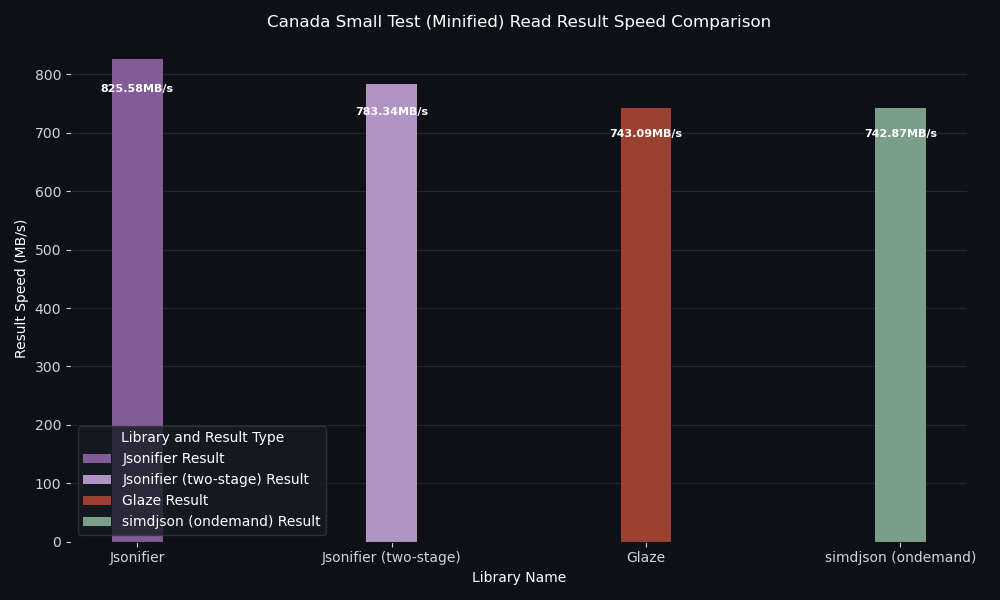 Canada Small Test (Minified) Read Result Speed Comparison
Result Speed (MB/s)
800
700
600
500
400
300
200
100
0
825.58MB/s
783.34MB/s
743.09MB/s
742.87MB/s
Library and Result Type
Jsonifier Result
Jsonifier (two-stage) Result
Glaze Result
simdjson (ondemand) Result
Jsonifier
Jsonifier (two-stage)
Glaze
simdjson (ondemand)
Library Name